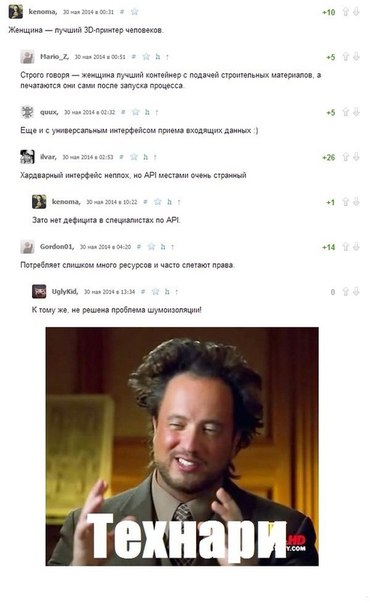 kenoma, 30 мая 2014 в 00:31 # +10
Женщина — лучший 3D-принтер человеков.
Mario_Z, 30 мая 2014 в 00:51 # h ↑ +5
Строго говоря — женщина лучший контейнер с подачей строительных материалов, а
печатаются они сами после запуска процесса.
quux, 30 мая 2014 в 02:32 # h ↑ +5
Еще и с универсальным интерфейсом приема входящих данных :)
ilvar, 30 мая 2014 в 02:53 # h ↑ +26
Хардварный интерфейс неплох, но API местами очень странный
kenoma, 30 мая 2014 в 10:22 # h ↑ +1
Зато нет дефицита в специалистах по API.
Gordon01, 30 мая 2014 в 04:20 # h ↑ +14
Потребляет слишком много ресурсов и часто слетают права.
UglyKid, 30 мая 2014 в 13:34 # h ↑ 0
К тому же, не решена проблема шумоизоляции!
Технари
HD
.COM